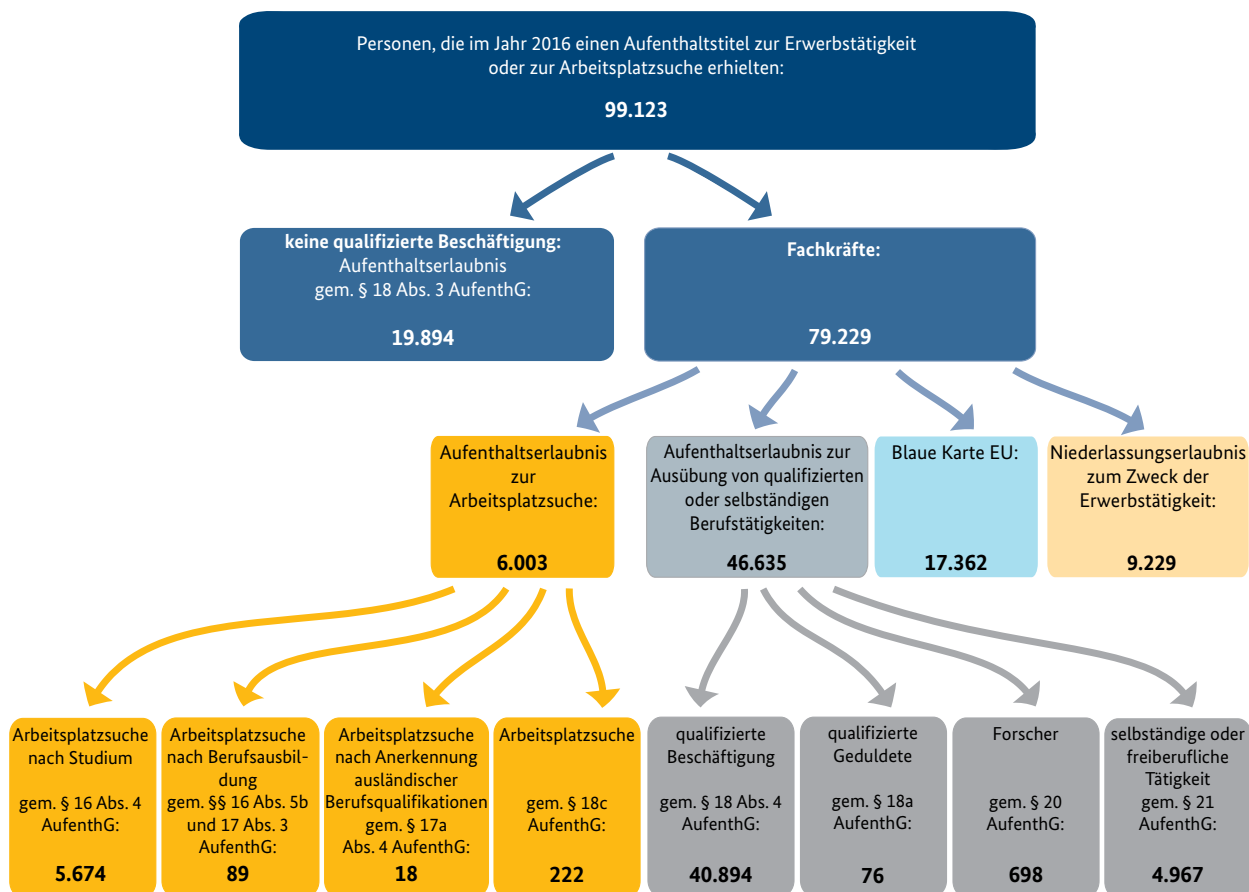 Personen, die im Jahr 2016 einen Aufenthaltstitel zur Erwerbstätigkeit
oder zur Arbeitsplatzsuche erhielten:
99.123
keine qualifizierte Beschäftigung:
Aufenthaltserlaubnis
gem. § 18 Abs. 3 AufenthG:
19.894
Fachkräfte:
79.229
Aufenthaltserlaubnis
zur
Arbeitsplatzsuche:
6.003
Aufenthaltserlaubnis zur
Ausübung von qualifizierten
oder selbständigen
Berufstätigkeiten:
46.635
Blaue Karte EU:
17.362
Niederlassungserlaubnis
zum Zweck der
Erwerbstätigkeit:
9.229
Arbeitsplatzsuche
nach Studium
gem. § 16 Abs. 4
AufenthG:
5.674
Arbeitsplatzsuche
nach Berufsausbil-
dung
gem. §§ 16 Abs. 5b
und 17 Abs. 3
AufenthG:
89
Arbeitsplatzsuche
nach Anerkennung
ausländischer
Berufsqualifikationen
gem. § 17a
Abs. 4 AufenthG:
18
Arbeitsplatzsuche
gem. § 18c
AufenthG:
222
qualifizierte
Beschäftigung
gem. § 18 Abs. 4
AufenthG:
40.894
qualifizierte
Geduldete
gem. § 18a
AufenthG:
76
Forscher
gem. § 20
AufenthG:
698
selbständige oder
freiberufliche
Tätigkeit
gem. § 21
AufenthG:
4.967